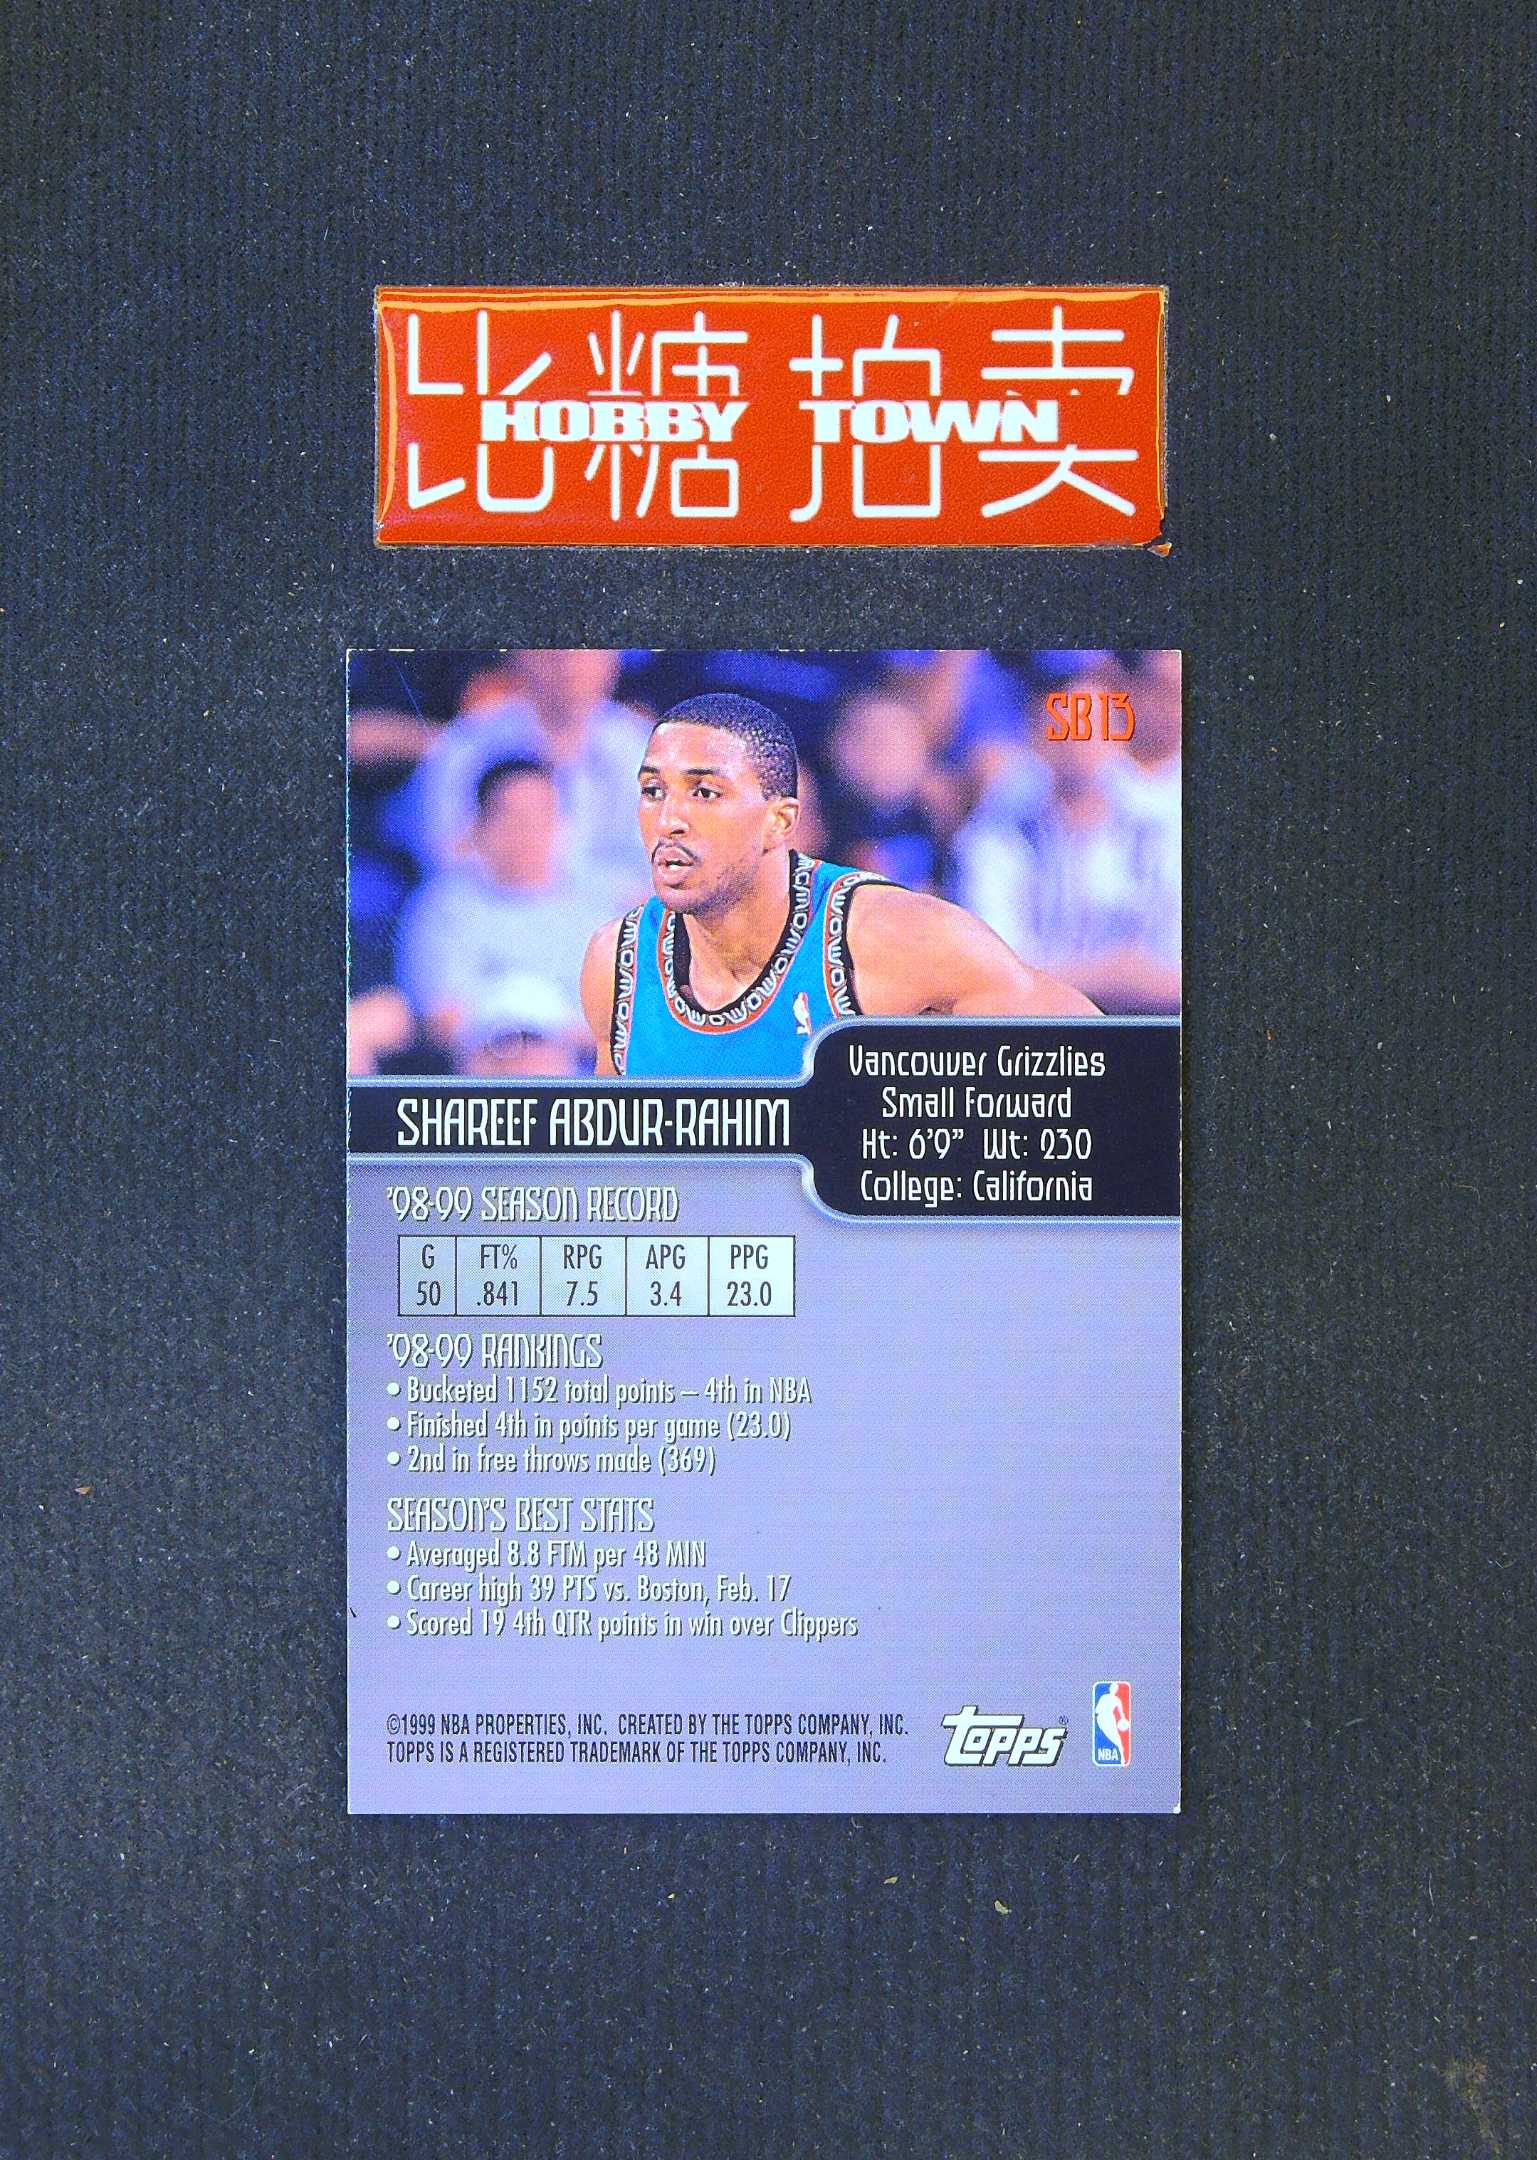 比糖拍卖
HOBBY TOWN
SB13
Vancouver Grizzlies
Small Forward
Ht: 6'9” Wt: 230
College: California
SHAREEF ABDUR-RAHIM
'98-99 SEASON RECORD
G FT% RPG APG PPG
50 .841 7.5 3.4 23.0
'98-99 RANKINGS
• Bucketed 1152 total points – 4th in NBA
• Finished 4th in points per game (23.0)
• 2nd in free throws made (369)
SEASON'S BEST STATS
• Averaged 8.8 FTM per 48 MIN
• Career high 39 PTS vs. Boston, Feb. 17
• Scored 19 4th QTR points in win over Clippers
©1999 NBA PROPERTIES, INC. CREATED BY THE TOPPS COMPANY, INC.
TOPPS IS A REGISTERED TRADEMARK OF THE TOPPS COMPANY, INC.
Topps®
NBA